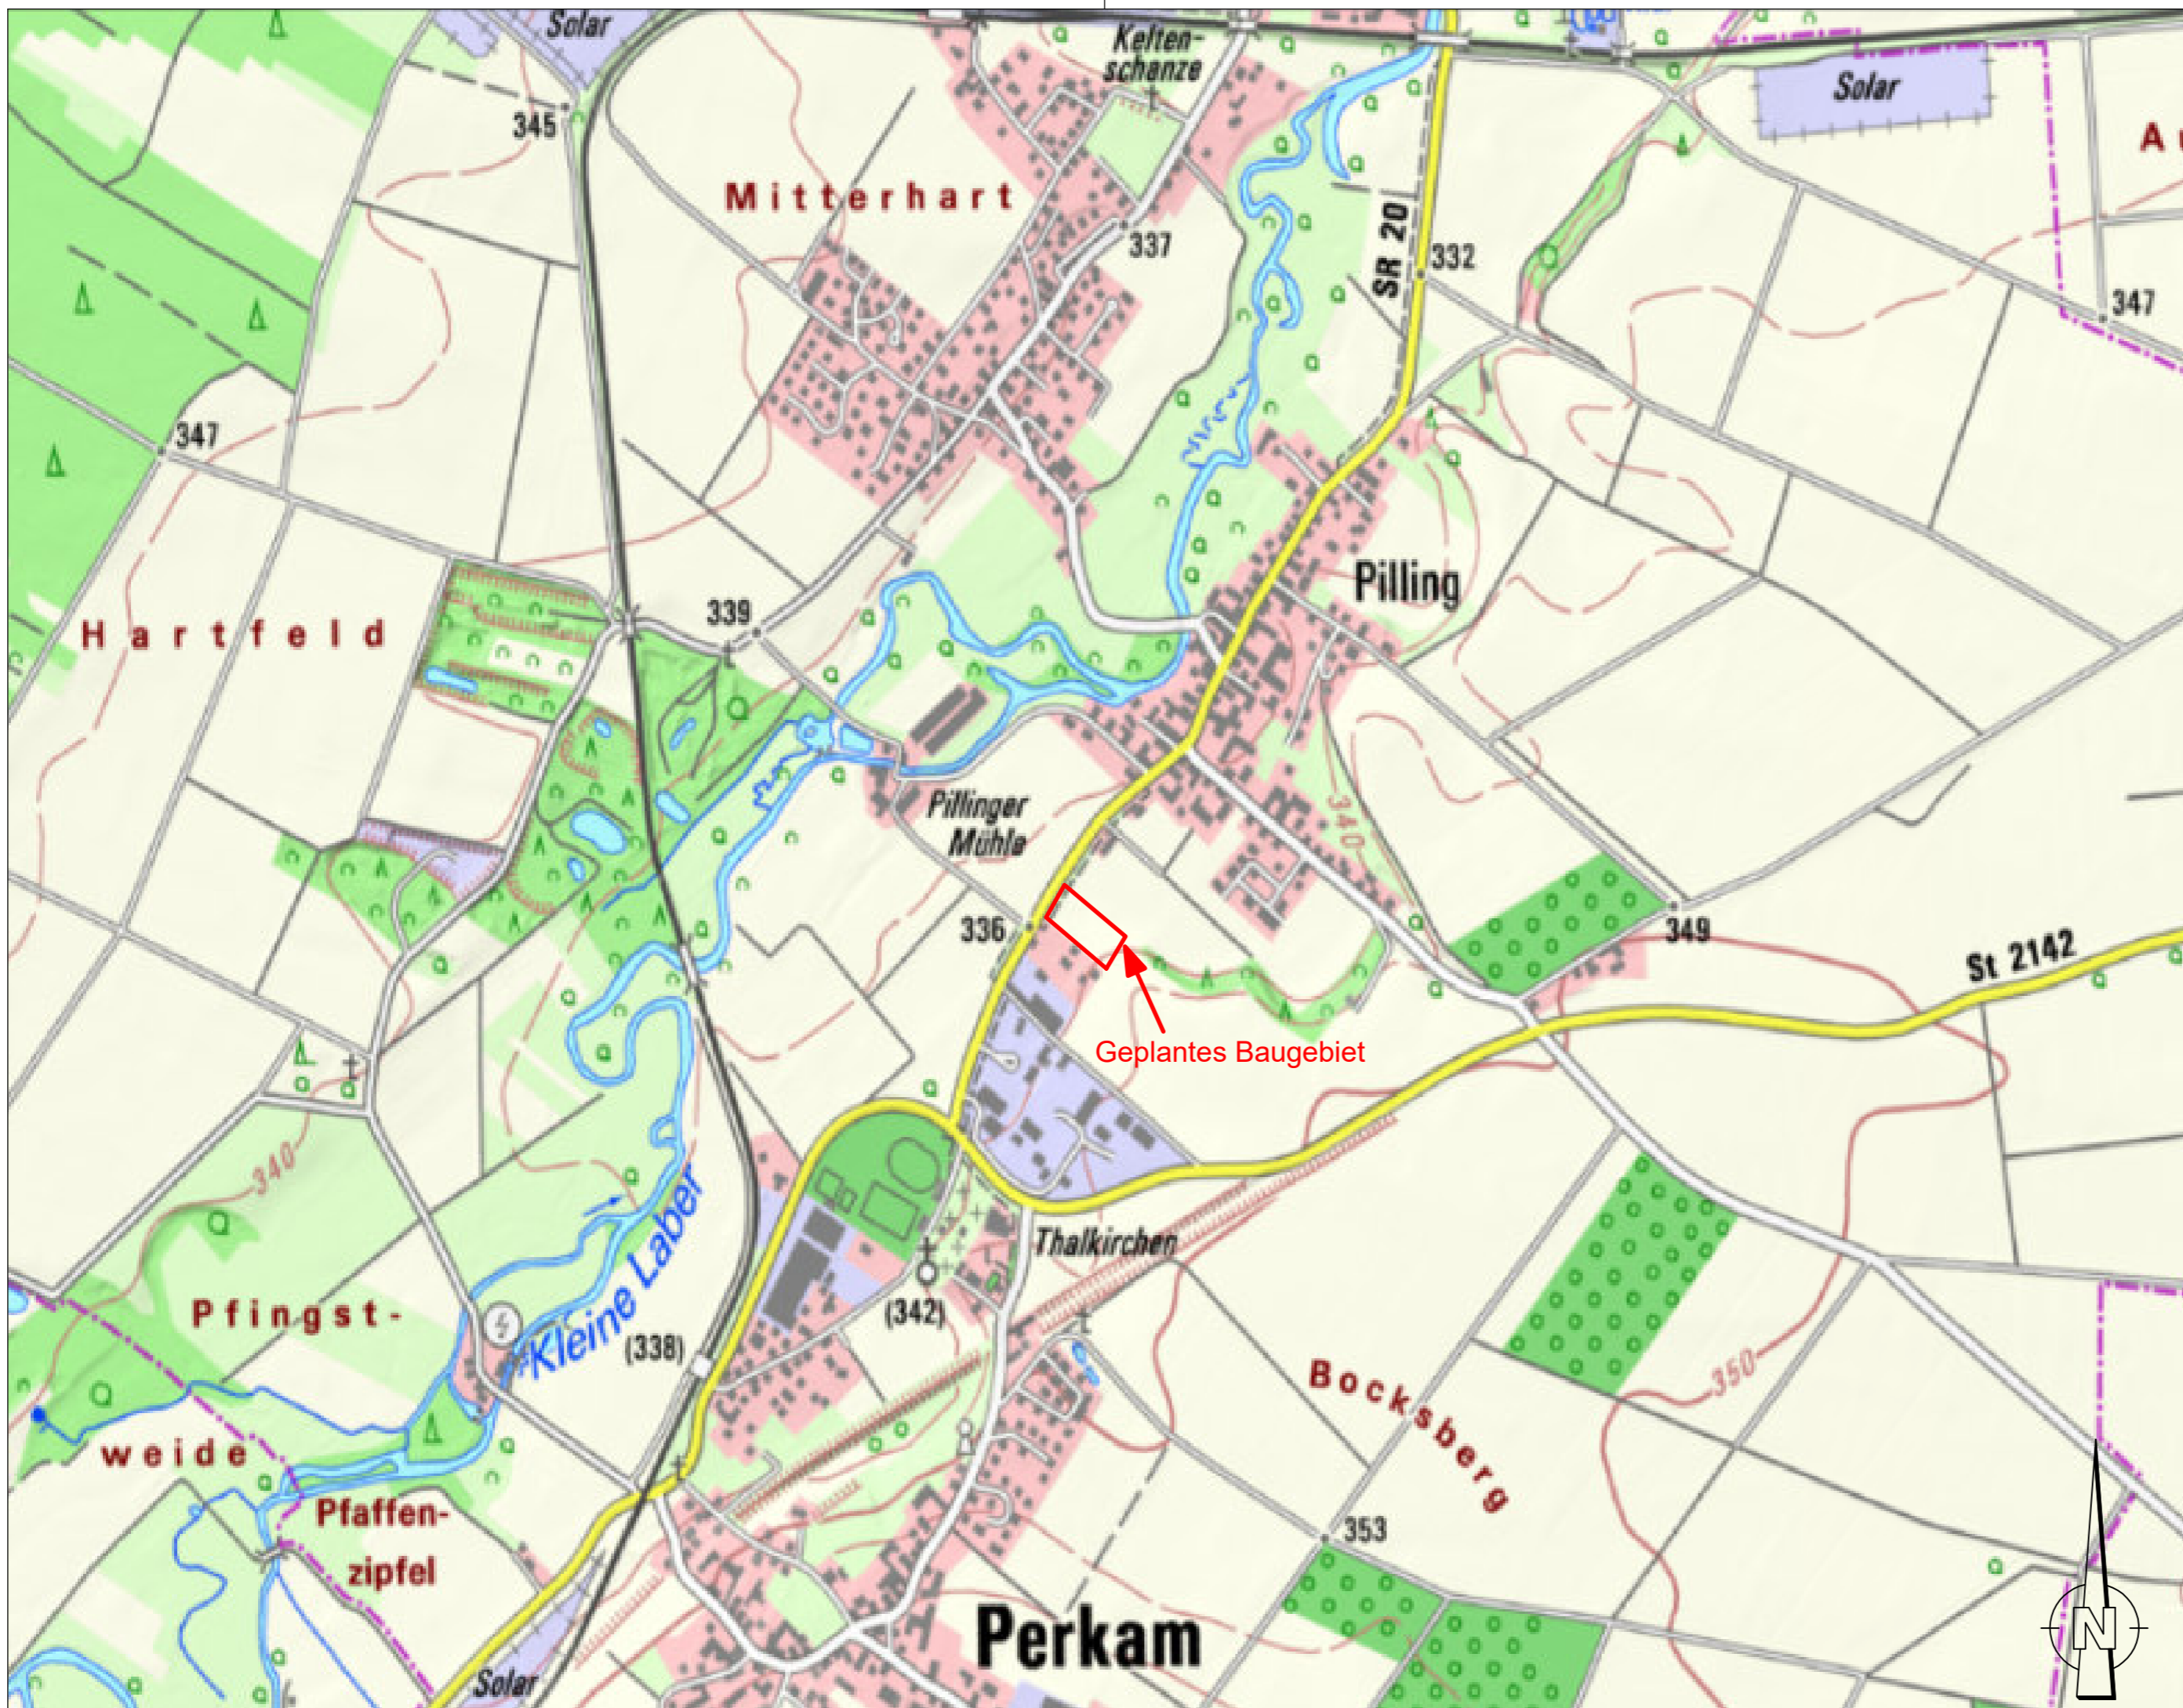 Solar
Kelten-
schanze
Solar
345
Mitterhart
337
SR 20
332
347
347
Pilling
Hartfeld
339
Pillinger
Mühle
340
336
349
St 2142
Geplantes Baugebiet
340
Kleine Laber
Thalkirchen
Pfingst-
(342)
(338)
Bocksberg
350
weide
Pfaffen-
zipfel
353
Perkam
N
Solar